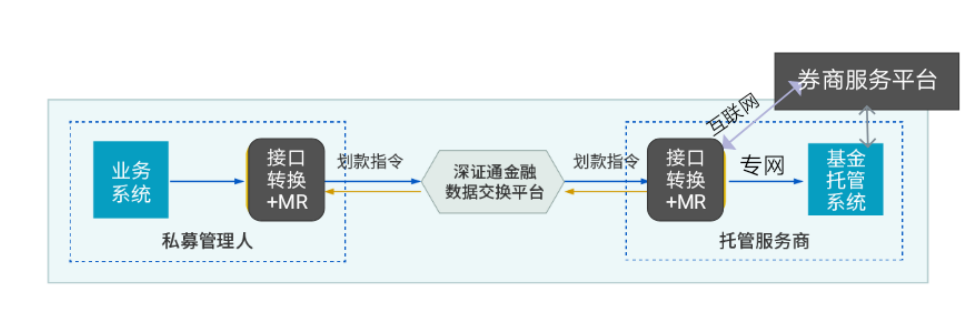 券商服务平台
互联网
业务
系统
接口
转换
+MR
划款指令
深证通金融
数据交换平台
划款指令
接口
转换
+MR
专网
基金
托管
系统
私募管理人
托管服务商